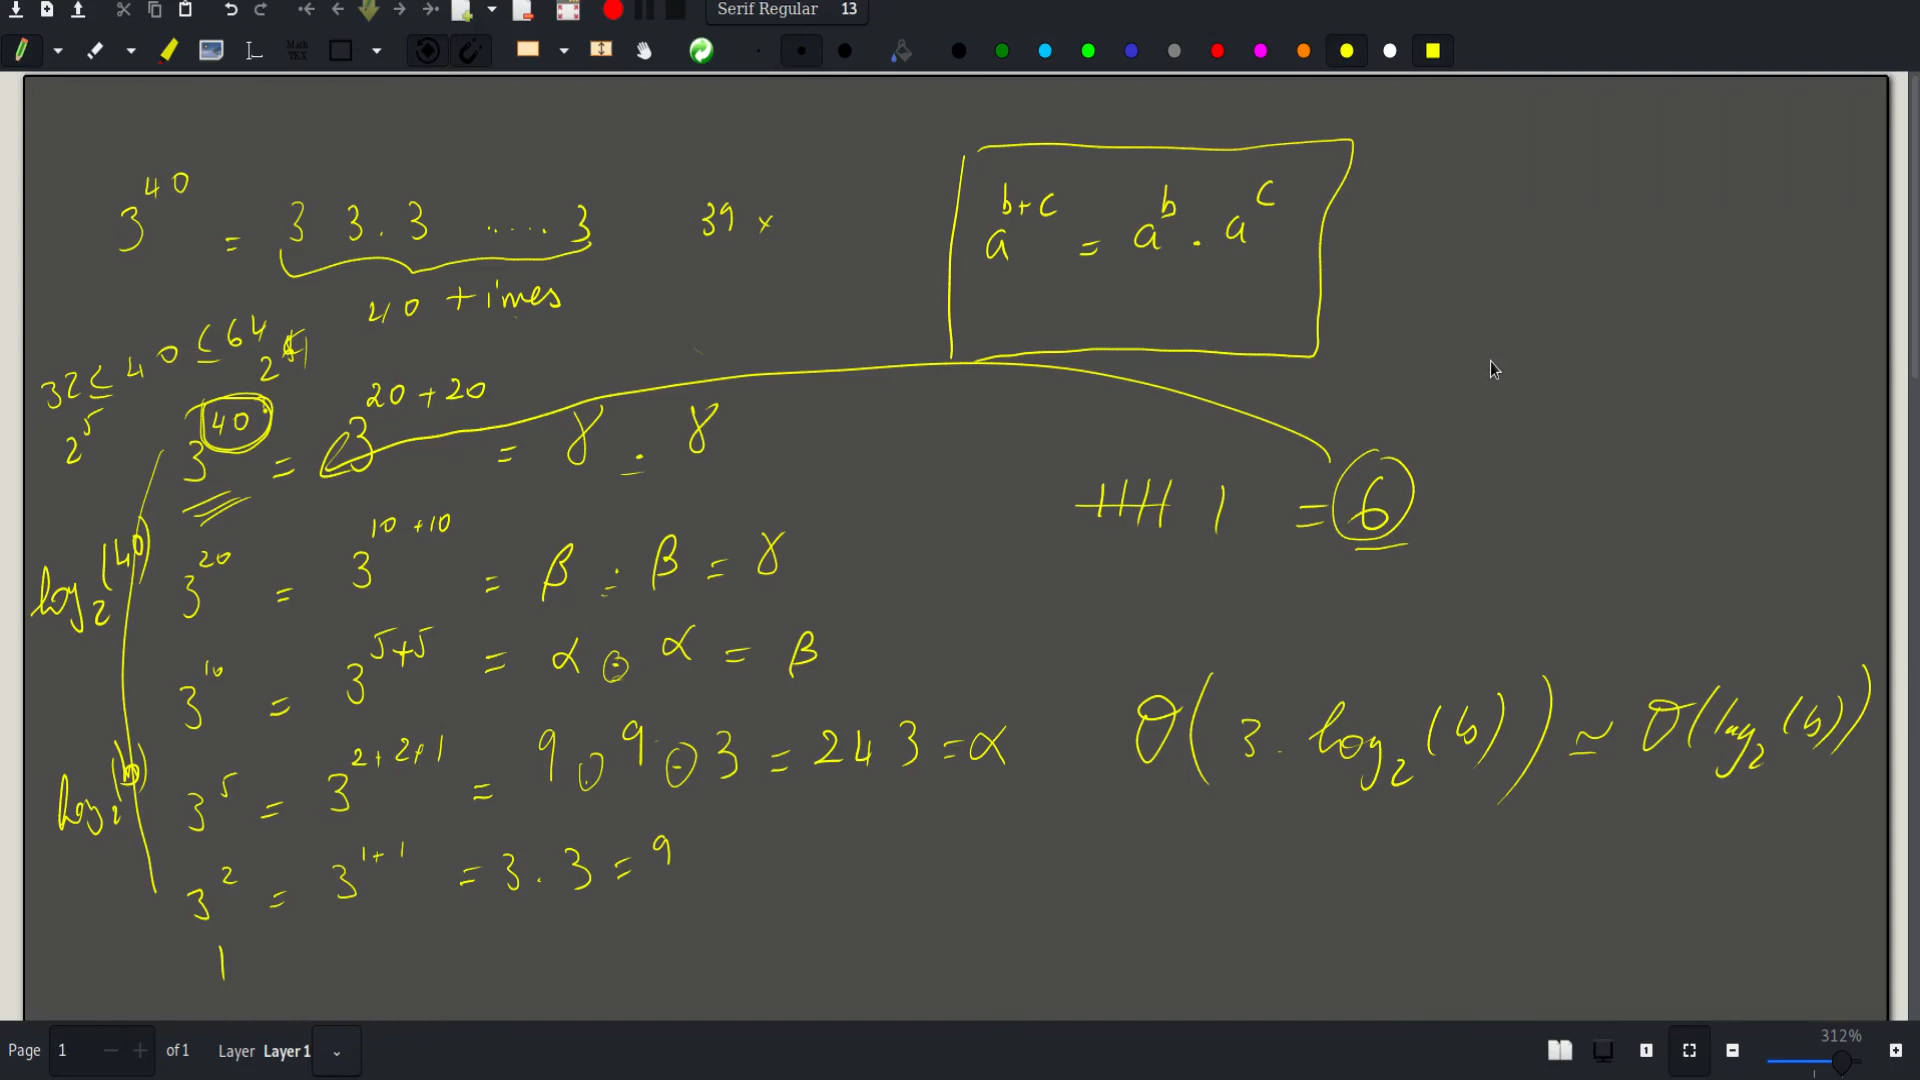 Serif Regular 13
Math TEX
3^40 = 3 3 . 3 ..... 3 39 x
40 times
a^b+c = a^b . a^c
32 ≤ 40 ≤ 64
2^5
3^40 = 3^20+20 = γ . γ
= 6
log2(40)
3^20 = 3^10+10 = β . β = γ
3^10 = 3^5+5 = α . α = β
log2(b)
3^5 = 3^2+2+1 = 9 . 9 . 3 = 243 = α
O(3 . log2(b)) ≃ O(log2(b))
3^2 = 3^1+1 = 3 . 3 = 9
1
Page 1 of 1 Layer Layer 1 312%